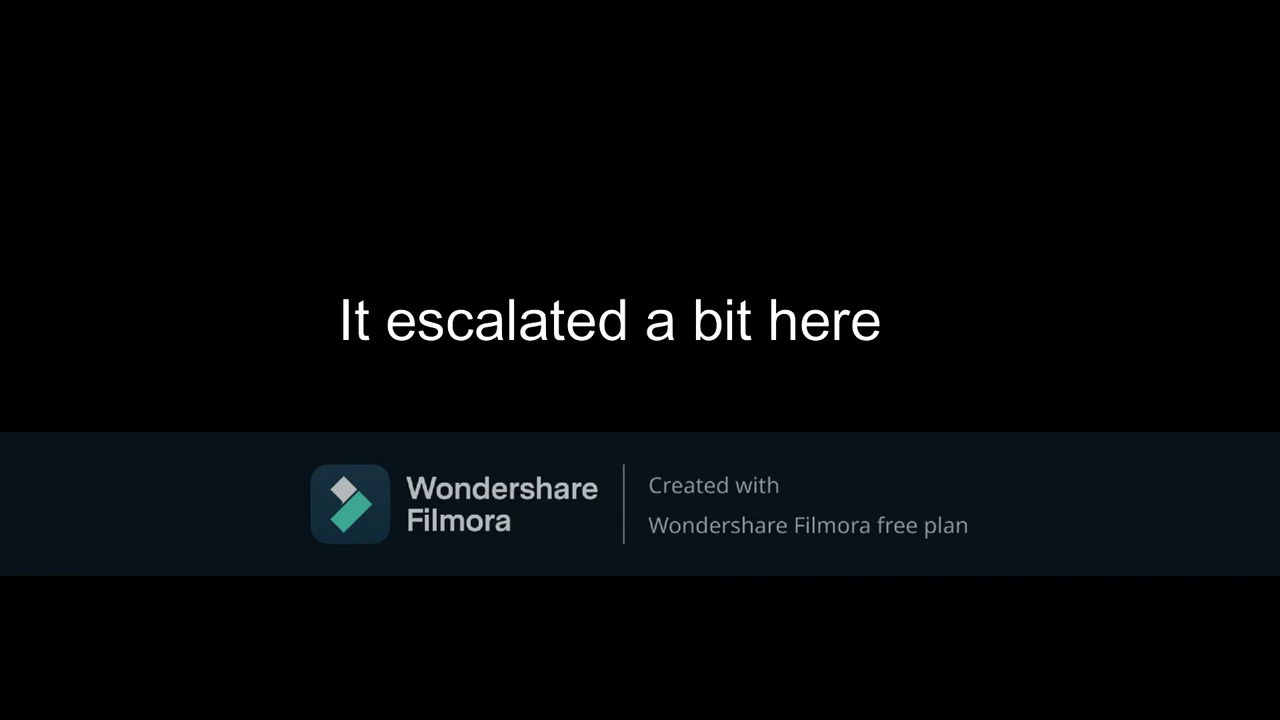 It escalated a bit here
Wondershare
Filmora
Created with
Wondershare Filmora free plan